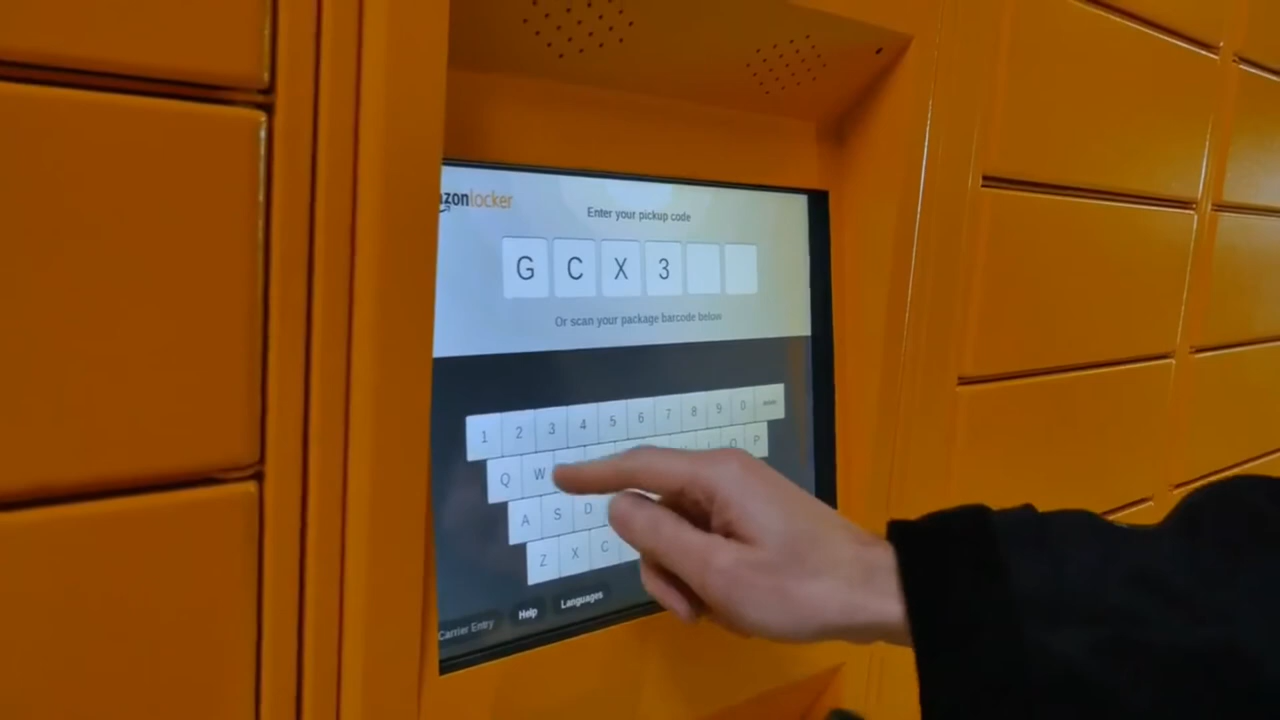 azonlocker
Enter your pickup code
G C X 3
Or scan your package barcode below
1 2 3 4 5 6 7 8 9 0
Q W O P
A S D
Z X C
Carrier Entry Help Languages